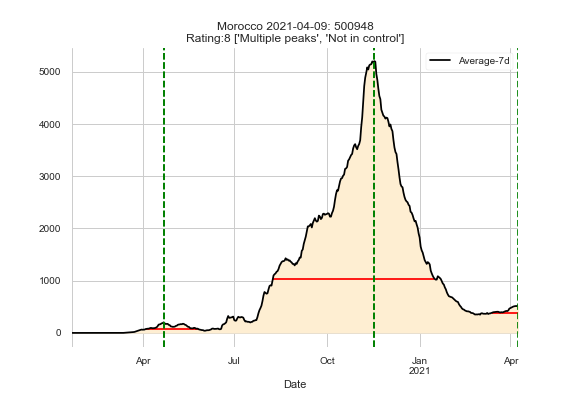 Morocco 2021-04-09: 500948
Rating:8 ['Multiple peaks', 'Not in control']
Average-7d
5000
4000
3000
2000
1000
0
Apr Jul Oct Jan Apr
2021
Date